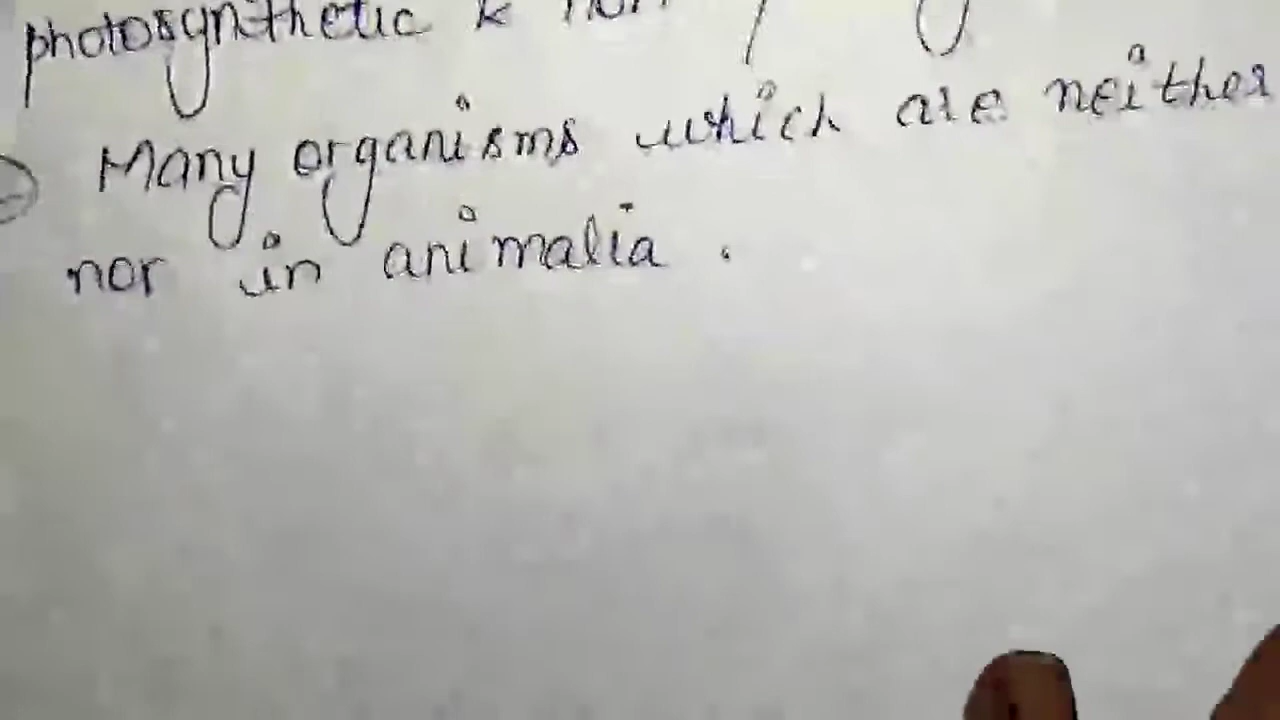 photosynthetic &
Many organisms which are neither
nor in animalia .